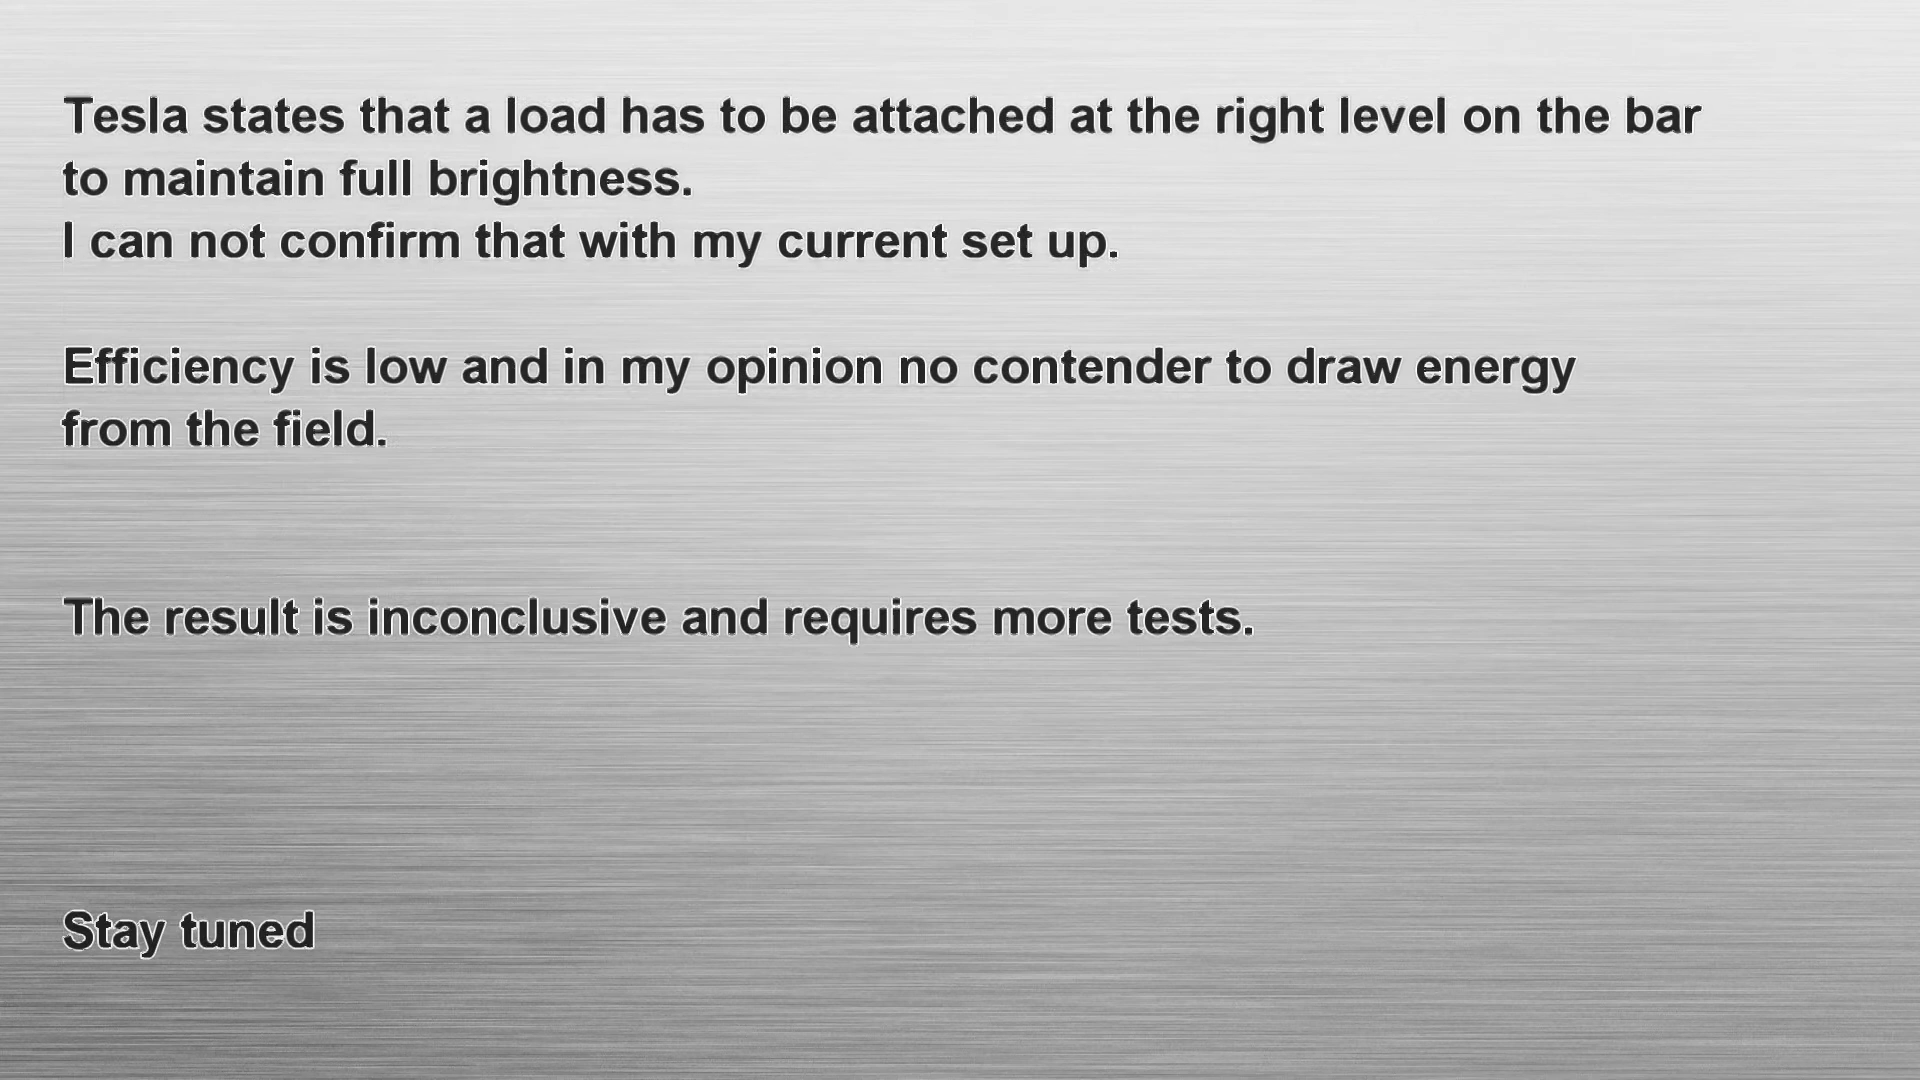 Tesla states that a load has to be attached at the right level on the bar
to maintain full brightness.
I can not confirm that with my current set up.
Efficiency is low and in my opinion no contender to draw energy
from the field.
The result is inconclusive and requires more tests.
Stay tuned